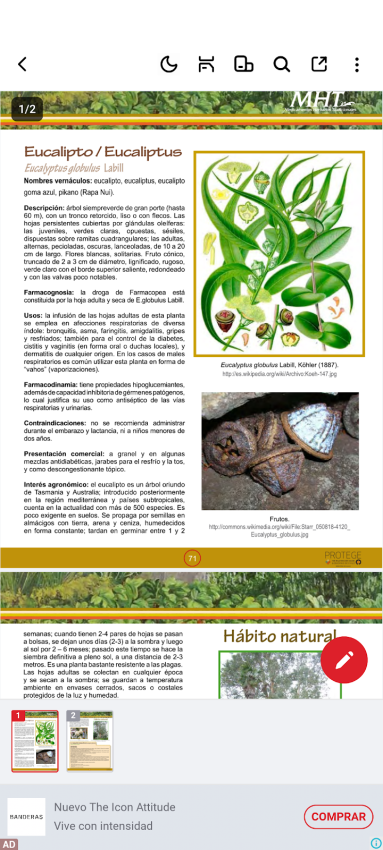 1/2
MHT
Eucalipto / Eucaliptus
Eucalyptus globulus Labill
Nombres vernáculos: eucalipto, eucaliptus, eucalipto
goma azul, pikano (Rapa Nui).
Descripción: árbol siempreverde de gran porte (hasta
60 m), con un tronco retorcido, liso o con flecos. Las
hojas persistentes cubiertas por glándulas oleíferas:
las juveniles, verdes claras, opuestas, sésiles,
dispuestas sobre ramitas cuadrangulares; las adultas,
alternas, pecioladas, oscuras, lanceoladas, de 10 a 20
cm de largo. Flores blancas, solitarias. Fruto cónico,
truncado de 2 a 3 cm de diámetro, lignificado, rugoso,
verde claro con el borde superior saliente, redondeado
y con las valvas poco notables.
Farmacognosia: la droga de Farmacopea está
constituida por la hoja adulta y seca de E.globulus Labill.
Usos: la infusión de las hojas adultas de esta planta
se emplea en afecciones respiratorias de diversa
índole: bronquitis, asma, faringitis, amigdalitis, gripes
y resfriados; también para el control de la diabetes,
cistitis y vaginitis (en forma oral o duchas locales), y
dermatitis de cualquier origen. En los casos de males
respiratorios es común utilizar esta planta en forma de
"vahos" (vaporizaciones).
Farmacodinamia: tiene propiedades hipoglucemiantes,
además de capacidad inhibitoria de gérmenes patógenos,
lo cual justifica su uso como antiséptico de las vías
respiratorias y urinarias.
Contraindicaciones: no se recomienda administrar
durante el embarazo y lactancia, ni a niños menores de
dos años.
Presentación comercial: a granel y en algunas
mezclas antidiabéticas, jarabes para el resfrío y la tos,
y como descongestionante tópico.
Interés agronómico: el eucalipto es un árbol oriundo
de Tasmania y Australia; introducido posteriormente
en la región mediterránea y países subtropicales,
cuenta en la actualidad con más de 500 especies. Es
poco exigente en suelos. Se propaga por semillas en
almácigos con tierra, arena y ceniza, humedecidos
en forma constante; tardan en germinar entre 1 y 2
Eucalyptus globulus Labill, Köhler (1887).
http://es.wikipedia.org/wiki/Archivo:Koeh-147.jpg
Frutos.
http://commons.wikimedia.org/wiki/File:Starr_050818-4120_
Eucalyptus_globulus.jpg
71
PROTEGE
semanas; cuando tienen 2-4 pares de hojas se pasan
a bolsas, se dejan unos días (2-3) a la sombra y luego
al sol por 2 – 6 meses; pasado este tiempo se hace la
siembra definitiva a pleno sol, a una distancia de 2-3
metros. Es una planta bastante resistente a las plagas.
Las hojas adultas se colectan en cualquier época
y se secan a la sombra; se guardan a temperatura
ambiente en envases cerrados, sacos o costales
protegidos de la luz y humedad.
Hábito natural
1
2
BANDERAS
Nuevo The Icon Attitude
Vive con intensidad
COMPRAR
AD